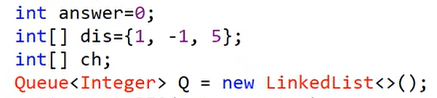 int answer=0;
int[] dis={1, -1, 5};
int[] ch;
Queue<Integer> Q = new LinkedList<>();